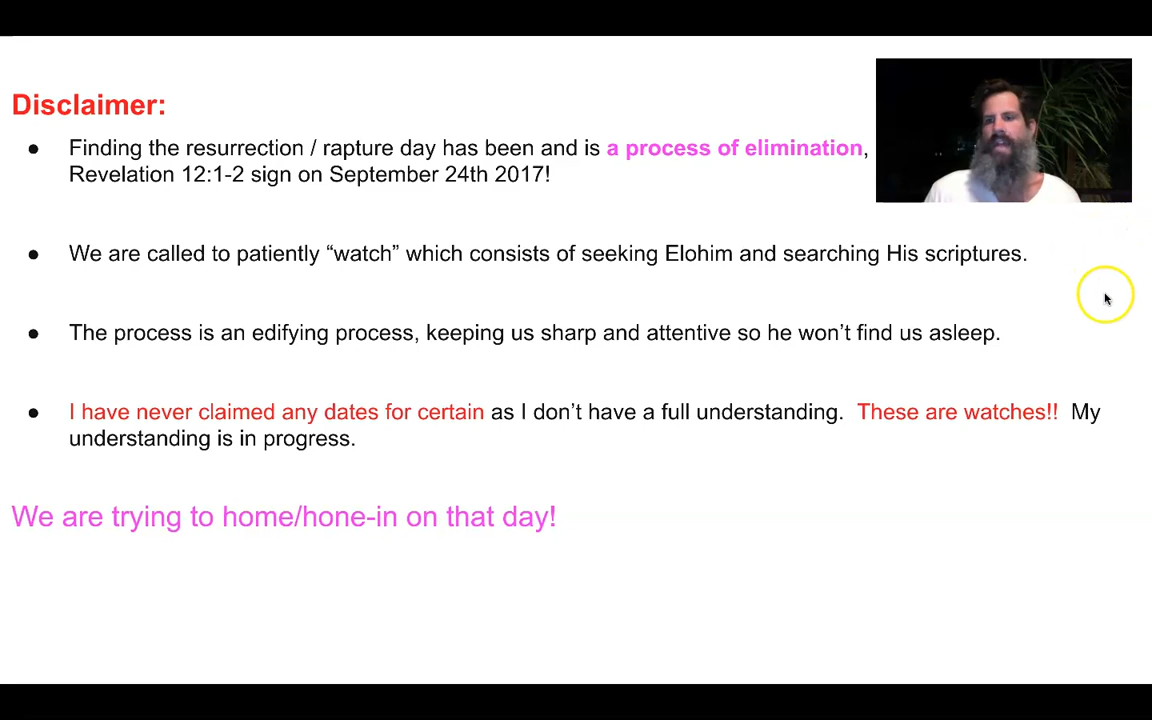 Disclaimer:
● Finding the resurrection / rapture day has been and is a process of elimination,
Revelation 12:1-2 sign on September 24th 2017!
● We are called to patiently “watch” which consists of seeking Elohim and searching His scriptures.
● The process is an edifying process, keeping us sharp and attentive so he won’t find us asleep.
● I have never claimed any dates for certain as I don’t have a full understanding. These are watches!! My
understanding is in progress.
We are trying to home/hone-in on that day!